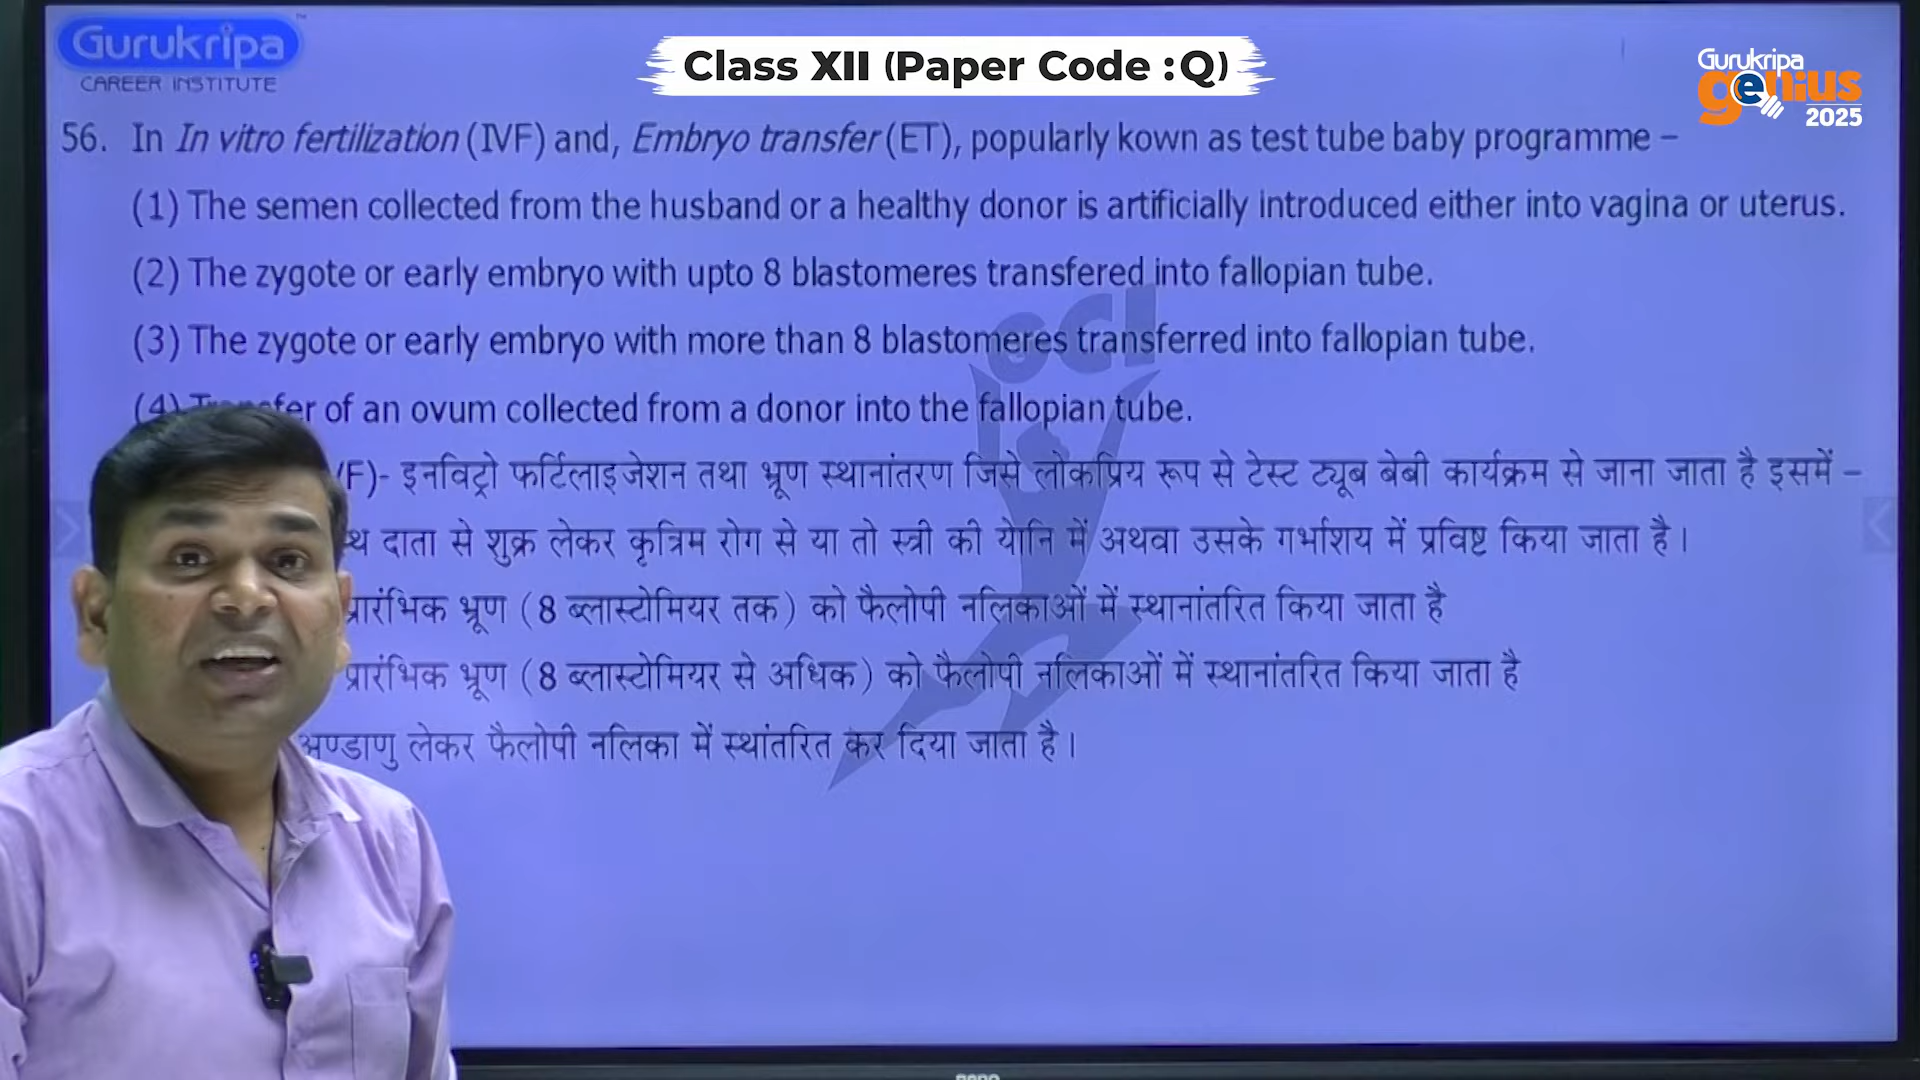 Gurukripa™
CAREER INSTITUTE
Class XII (Paper Code :Q)
Gurukripa
genius
2025
56. In In vitro fertilization (IVF) and, Embryo transfer (ET), popularly kown as test tube baby programme –
(1) The semen collected from the husband or a healthy donor is artificially introduced either into vagina or uterus.
(2) The zygote or early embryo with upto 8 blastomeres transfered into fallopian tube.
(3) The zygote or early embryo with more than 8 blastomeres transferred into fallopian tube.
(4) Transfer of an ovum collected from a donor into the fallopian tube.
F)- इनविट्रो फर्टिलाइजेशन तथा भ्रूण स्थानांतरण जिसे लोकप्रिय रूप से टेस्ट ट्यूब बेबी कार्यक्रम से जाना जाता है इसमें –
दाता से शुक्र लेकर कृत्रिम रोग से या तो स्त्री की योनि में अथवा उसके गर्भाशय में प्रविष्ट किया जाता है।
प्रारंभिक भ्रूण (8 ब्लास्टोमियर तक) को फैलोपी नलिकाओं में स्थानांतरित किया जाता है
प्रारंभिक भ्रूण (8 ब्लास्टोमियर से अधिक) को फैलोपी नलिकाओं में स्थानांतरित किया जाता है
अण्डाणु लेकर फैलोपी नलिका में स्थांतरित कर दिया जाता है।
GCI